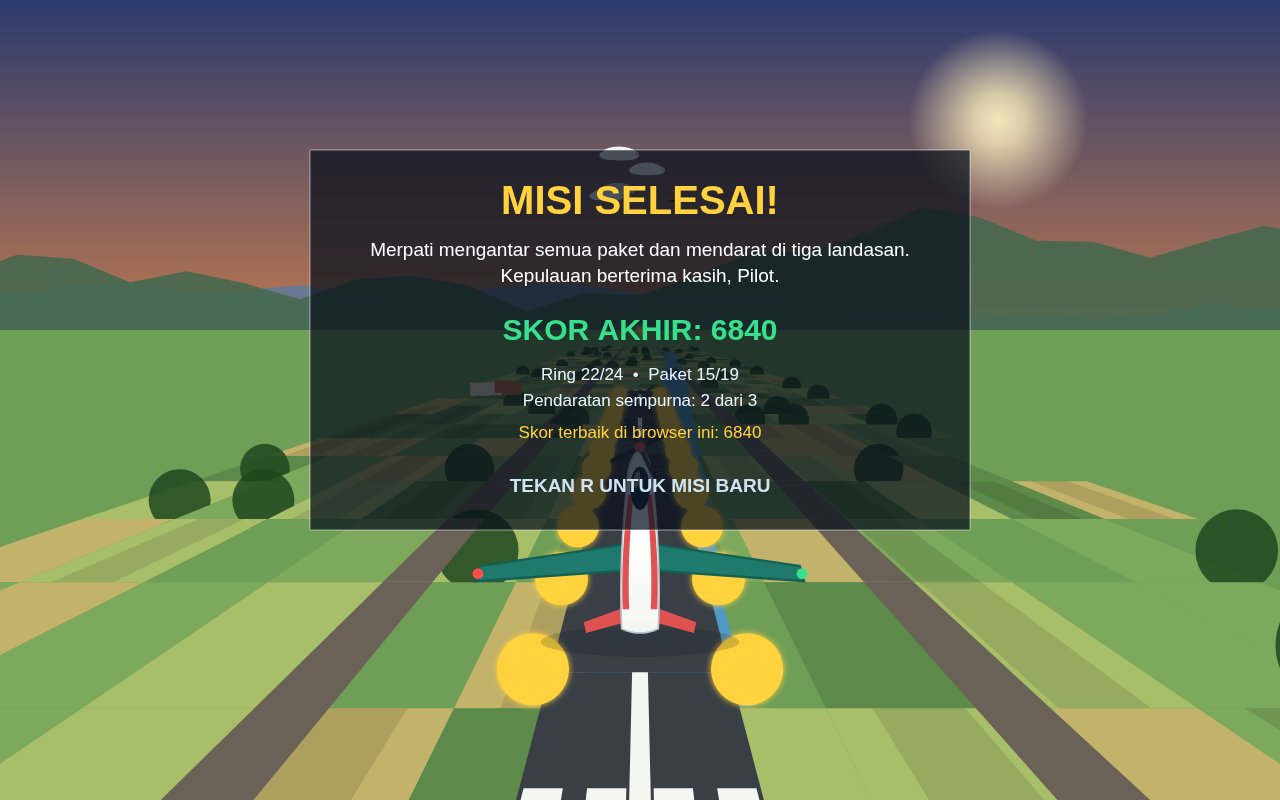 MISI SELESAI!
Merpati mengantar semua paket dan mendarat di tiga landasan.
Kepulauan berterima kasih, Pilot.
SKOR AKHIR: 6840
Ring 22/24 • Paket 15/19
Pendaratan sempurna: 2 dari 3
Skor terbaik di browser ini: 6840
TEKAN R UNTUK MISI BARU